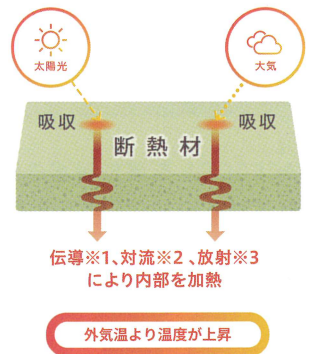 太陽光
大気
吸収
吸収
断熱材
伝導※1、対流※2 、放射※3
により内部を加熱
外気温より温度が上昇